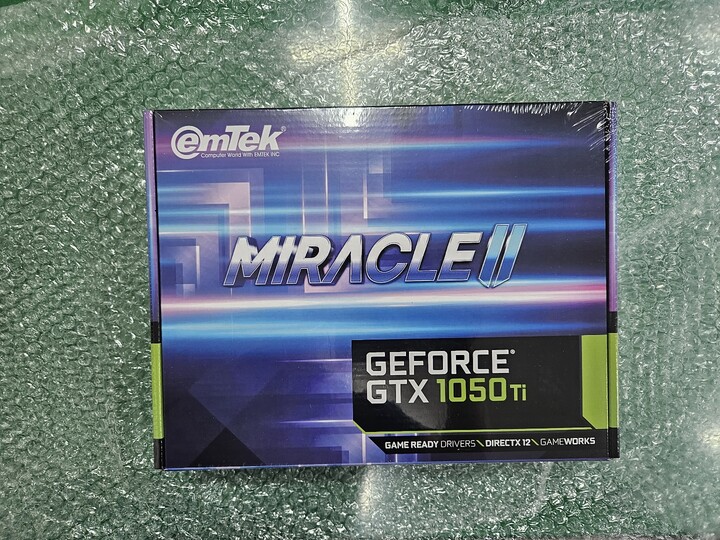 emTek®
Computer World With EMTEK INC
MIRACLE II
GEFORCE®
GTX 1050 Ti
GAME READY DRIVERS \ DIRECTX 12 \ GAMEWORKS